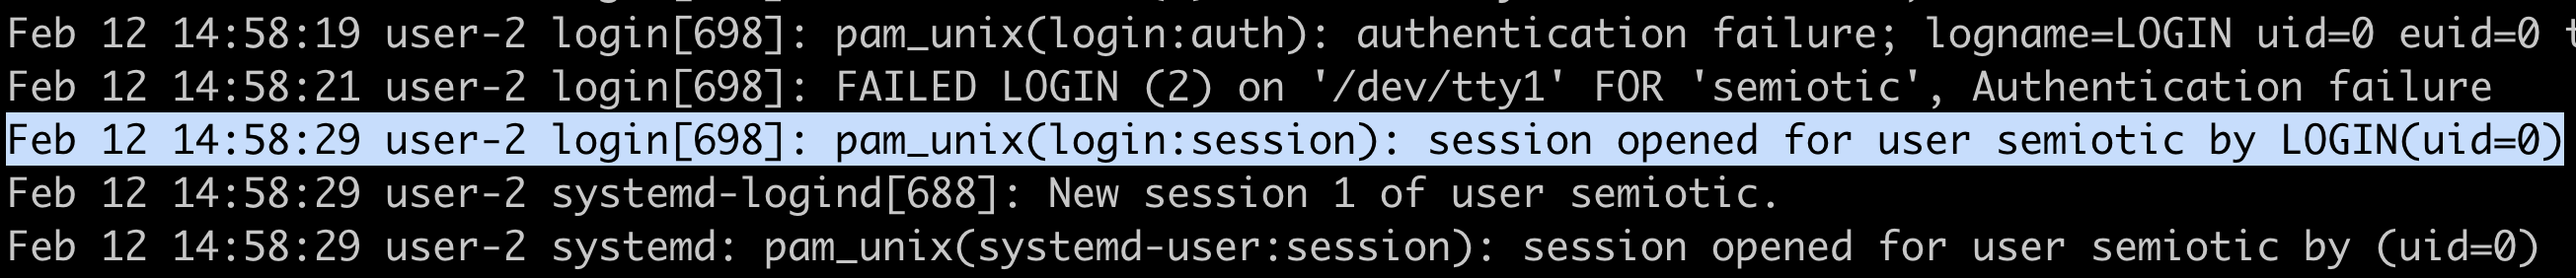 Feb 12 14:58:19 user-2 login[698]: pam_unix(login:auth): authentication failure; logname=LOGIN uid=0 euid=0
Feb 12 14:58:21 user-2 login[698]: FAILED LOGIN (2) on '/dev/tty1' FOR 'semiotic', Authentication failure
Feb 12 14:58:29 user-2 login[698]: pam_unix(login:session): session opened for user semiotic by LOGIN(uid=0)
Feb 12 14:58:29 user-2 systemd-logind[688]: New session 1 of user semiotic.
Feb 12 14:58:29 user-2 systemd: pam_unix(systemd-user:session): session opened for user semiotic by (uid=0)